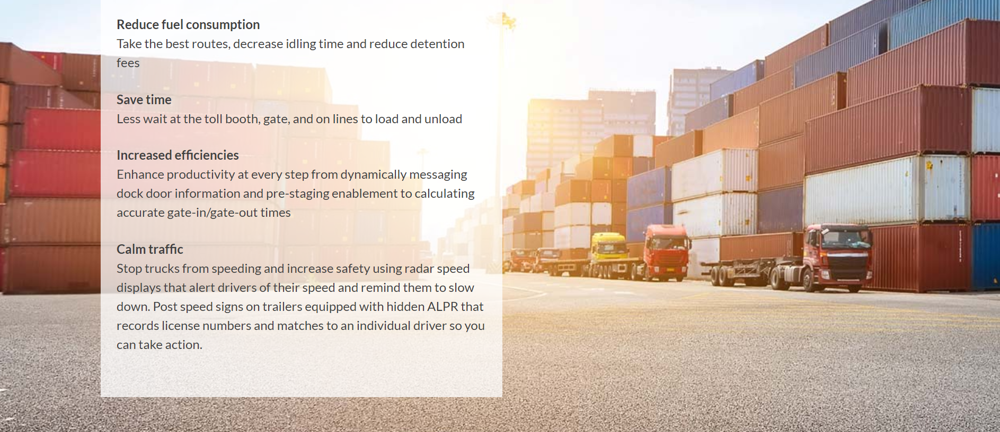 Reduce fuel consumption
Take the best routes, decrease idling time and reduce detention
fees
Save time
Less wait at the toll booth, gate, and on lines to load and unload
Increased efficiencies
Enhance productivity at every step from dynamically messaging
dock door information and pre-staging enablement to calculating
accurate gate-in/gate-out times
Calm traffic
Stop trucks from speeding and increase safety using radar speed
displays that alert drivers of their speed and remind them to slow
down. Post speed signs on trailers equipped with hidden ALPR that
records license numbers and matches to an individual driver so you
can take action.